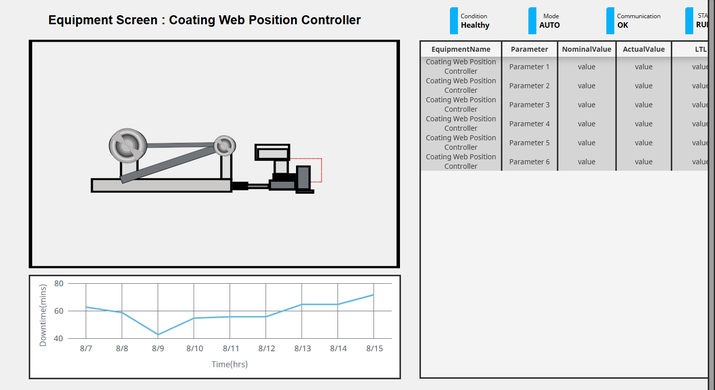 Equipment Screen : Coating Web Position Controller
Condition
Healthy
Mode
AUTO
Communication
OK
EquipmentName Parameter NominalValue ActualValue LTL
Coating Web Position
Controller
Parameter 1 value value
Coating Web Position
Controller
Parameter 2 value value
Coating Web Position
Controller
Parameter 3 value value
Coating Web Position
Controller
Parameter 4 value value
Coating Web Position
Controller
Parameter 5 value value
Coating Web Position
Controller
Parameter 6 value value
Downtime(mins)
80
60
40
8/7 8/8 8/9 8/10 8/11 8/12 8/13 8/14 8/15
Time(hrs)